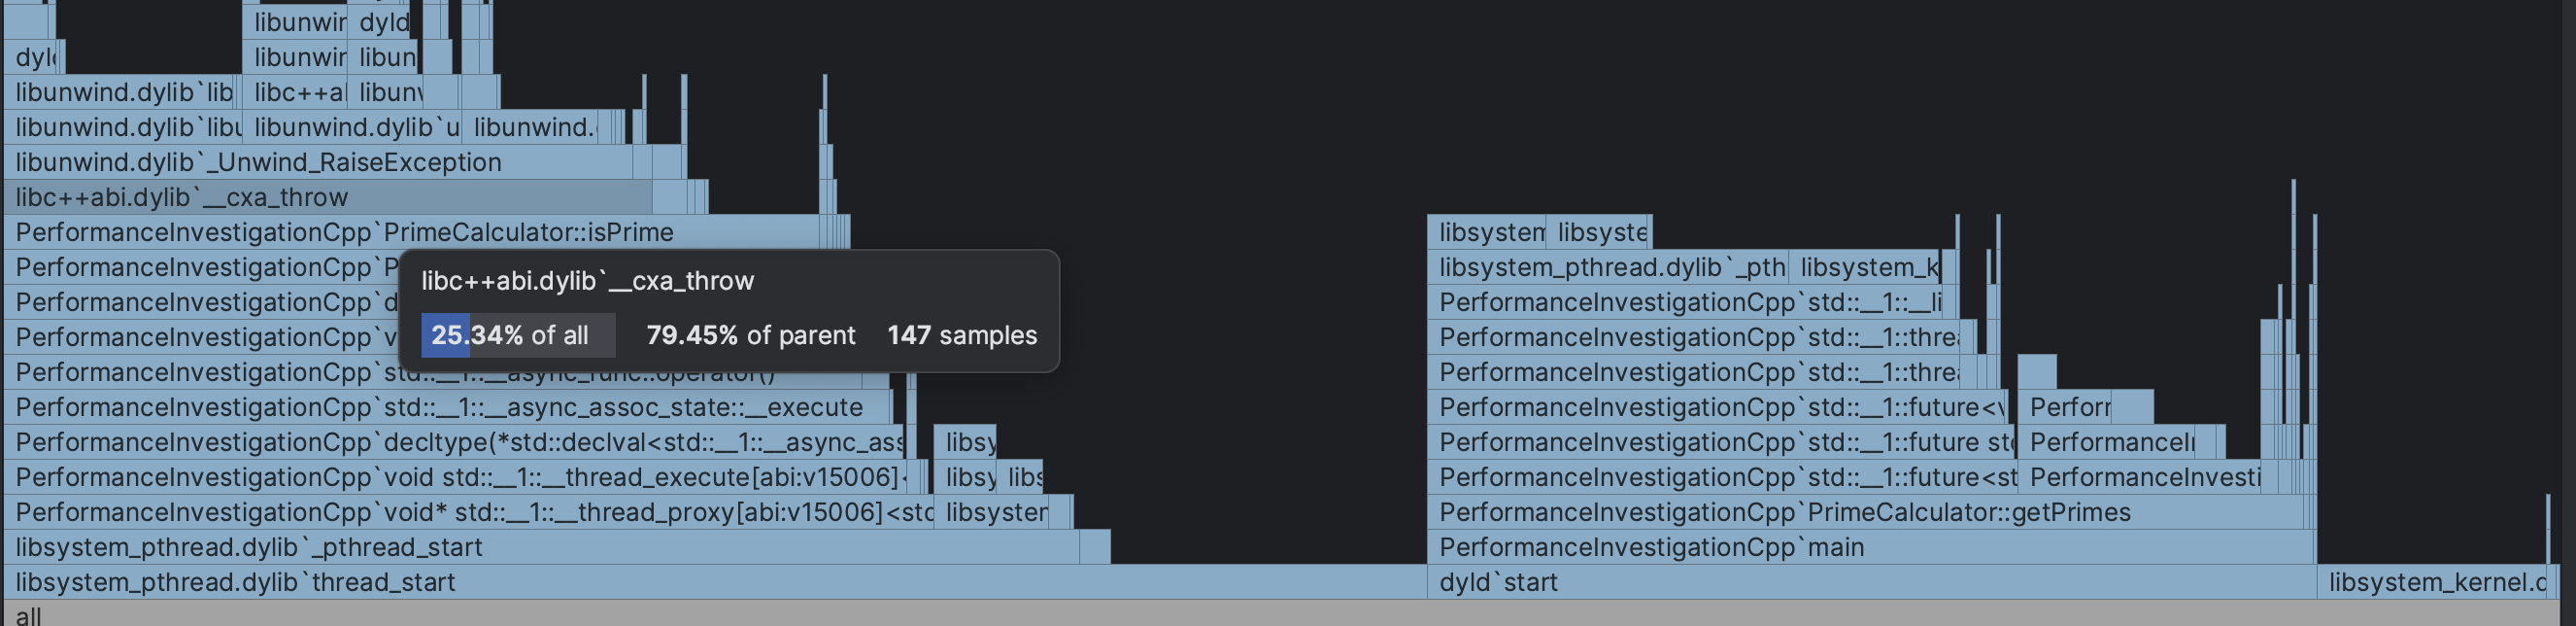 libunwir dyld
dyl libunwir libun
libunwind.dylib`lib libc++al libunw
libunwind.dylib`libu libunwind.dylib`u libunwind.
libunwind.dylib`_Unwind_RaiseException
libc++abi.dylib`__cxa_throw
PerformanceInvestigationCpp`PrimeCalculator::isPrime libsystem libsyste
PerformanceInvestigationCpp`P libsystem_pthread.dylib`_pth libsystem_k
libc++abi.dylib`__cxa_throw
PerformanceInvestigationCpp`d PerformanceInvestigationCpp`std::__1::__li
PerformanceInvestigationCpp`v 25.34% of all 79.45% of parent 147 samples PerformanceInvestigationCpp`std::__1::threa
PerformanceInvestigationCpp`std::__1::__async_func::operator() PerformanceInvestigationCpp`std::__1::threa
PerformanceInvestigationCpp`std::__1::__async_assoc_state::__execute PerformanceInvestigationCpp`std::__1::future<v Perforr
PerformanceInvestigationCpp`decltype(*std::declval<std::__1::__async_ass libsy PerformanceInvestigationCpp`std::__1::future std PerformanceI
PerformanceInvestigationCpp`void std::__1::__thread_execute[abi:v15006]< libsy libs PerformanceInvestigationCpp`std::__1::future<st PerformanceInvesti
PerformanceInvestigationCpp`void* std::__1::__thread_proxy[abi:v15006]<std libsystem PerformanceInvestigationCpp`PrimeCalculator::getPrimes
libsystem_pthread.dylib`_pthread_start PerformanceInvestigationCpp`main
libsystem_pthread.dylib`thread_start dyld`start libsystem_kernel.d
all